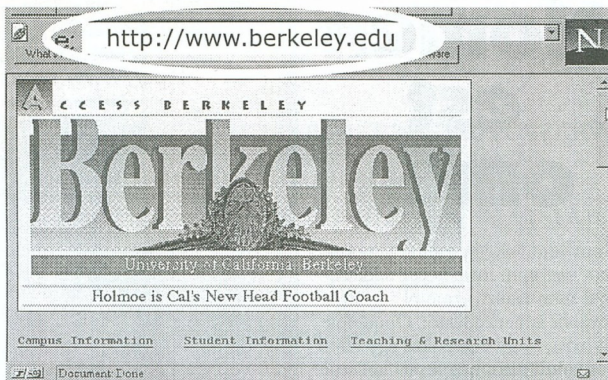 http://www.berkeley.edu
N
ACCESS BERKELEY
Berkeley
University of California, Berkeley
Holmoe is Cal's New Head Football Coach
Campus Information Student Information Teaching & Research Units
Document: Done